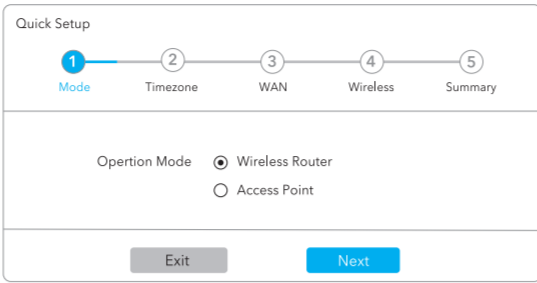 Quick Setup
1 2 3 4 5
Mode Timezone WAN Wireless Summary
Opertion Mode Wireless Router
Access Point
Exit Next